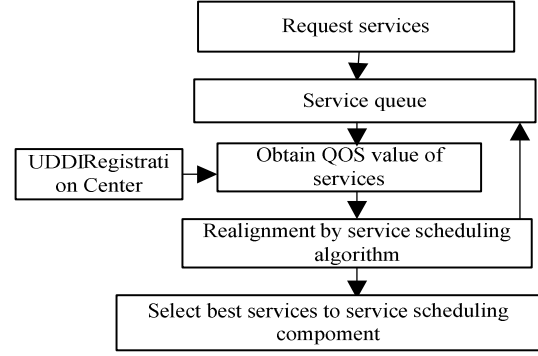 Request services
Service queue
UDDIRegistrati
on Center
Obtain QOS value of
services
Realignment by service scheduling
algorithm
Select best services to service scheduling
compoment